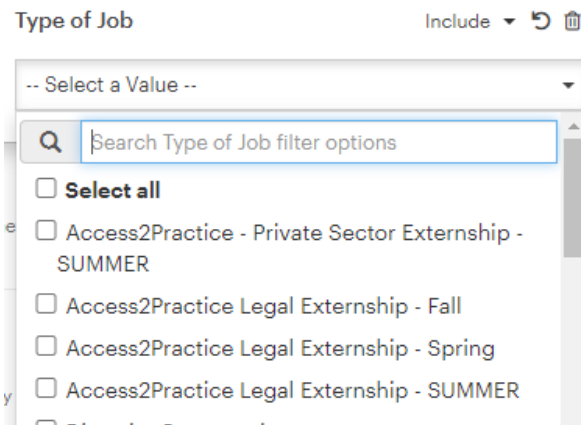 Type of Job
Include
-- Select a Value --
Search Type of Job filter options
Select all
Access2Practice - Private Sector Externship -
SUMMER
Access2Practice Legal Externship - Fall
Access2Practice Legal Externship - Spring
Access2Practice Legal Externship - SUMMER